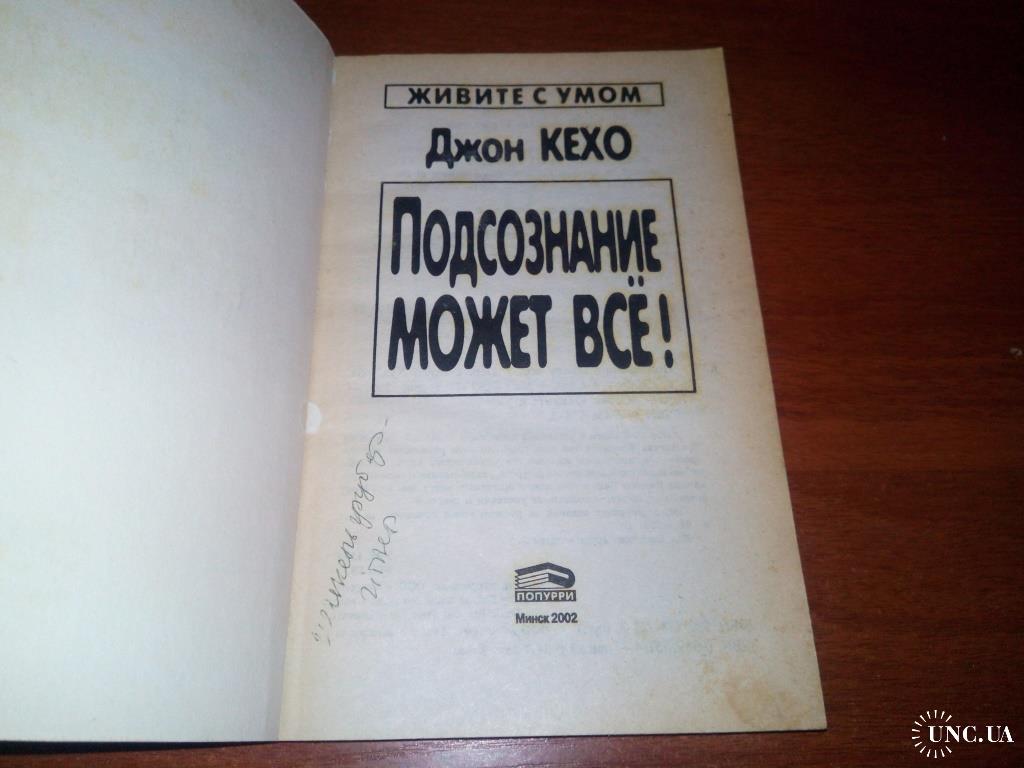 ЖИВИТЕ С УМОМ
Джон КЕХО
Подсознание
может всё!
ПОПУРРИ
Минск 2002
UNC.UA